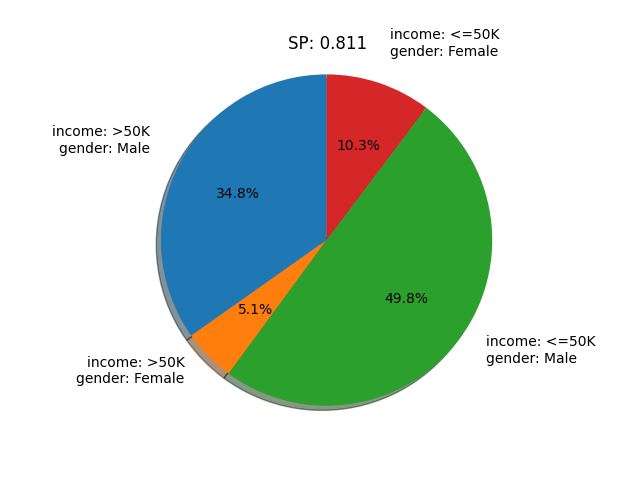 SP: 0.811
income: <=50K
gender: Female
income: >50K
gender: Male
10.3%
34.8%
49.8%
5.1%
income: <=50K
gender: Male
income: >50K
gender: Female